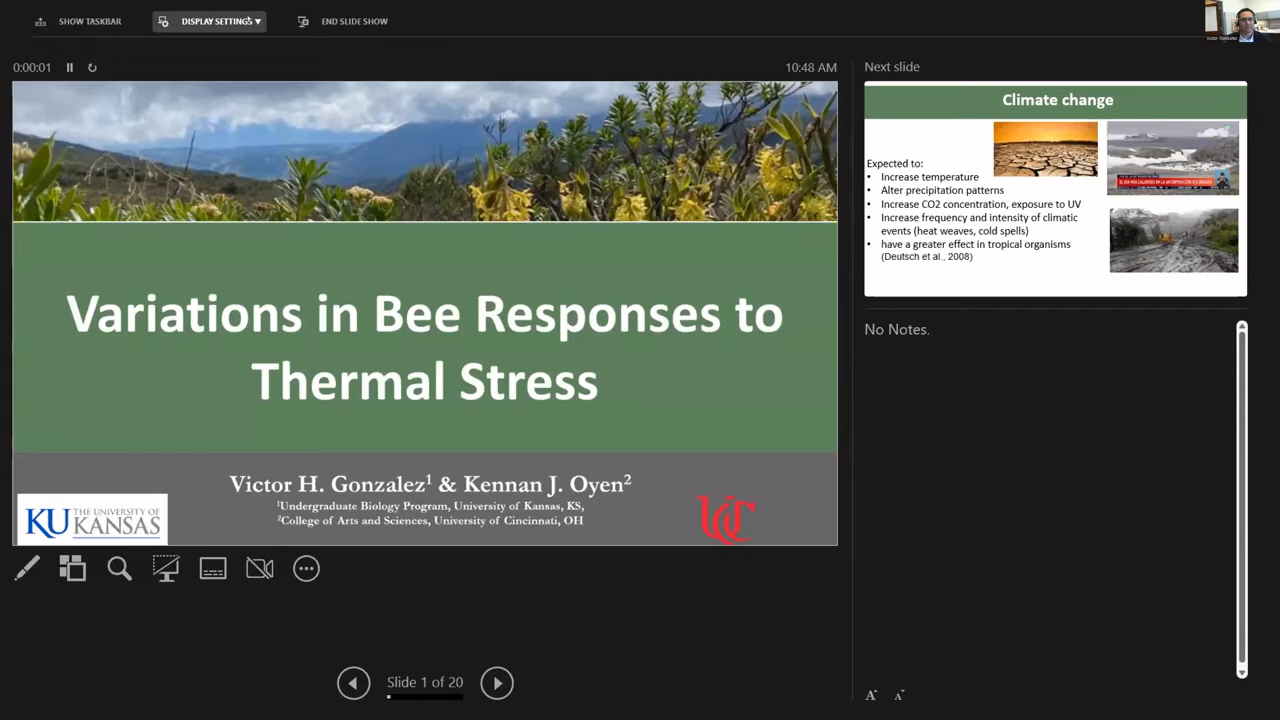 SHOW TASKBAR
DISPLAY SETTINGS ▼
END SLIDE SHOW
Victor Gonzalez
0:00:01
10:48 AM
Variations in Bee Responses to
Thermal Stress
Victor H. Gonzalez¹ & Kennan J. Oyen²
¹Undergraduate Biology Program, University of Kansas, KS,
²College of Arts and Sciences, University of Cincinnati, OH
KU THE UNIVERSITY OF
KANSAS
UC
Slide 1 of 20
Next slide
Climate change
Expected to:
• Increase temperature
• Alter precipitation patterns
• Increase CO2 concentration, exposure to UV
• Increase frequency and intensity of climatic
events (heat weaves, cold spells)
• have a greater effect in tropical organisms
(Deutsch et al., 2008)
No Notes.
A A